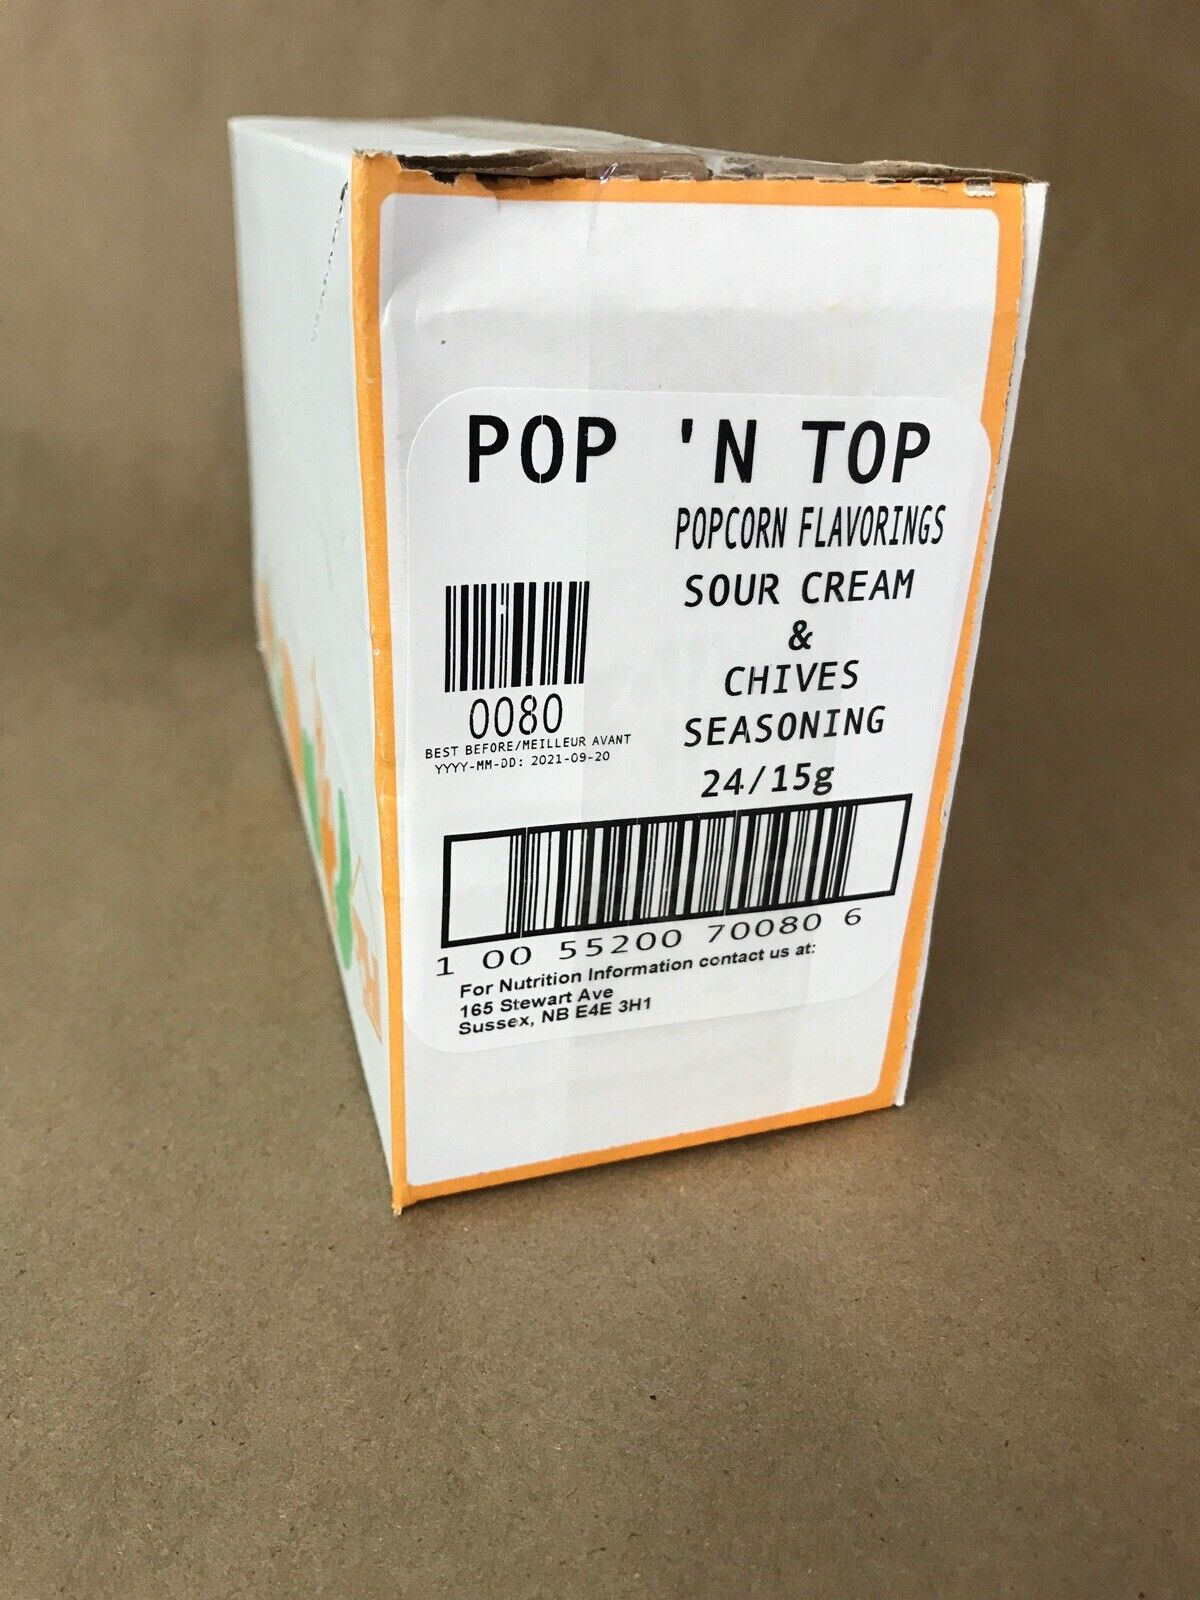 POP 'N TOP
POPCORN FLAVORINGS
SOUR CREAM
&
CHIVES
SEASONING
24/15g
0080
BEST BEFORE/MEILLEUR AVANT
YYYY-MM-DD: 2021-09-20
1 00 55200 70080 6
For Nutrition Information contact us at:
165 Stewart Ave
Sussex, NB E4E 3H1